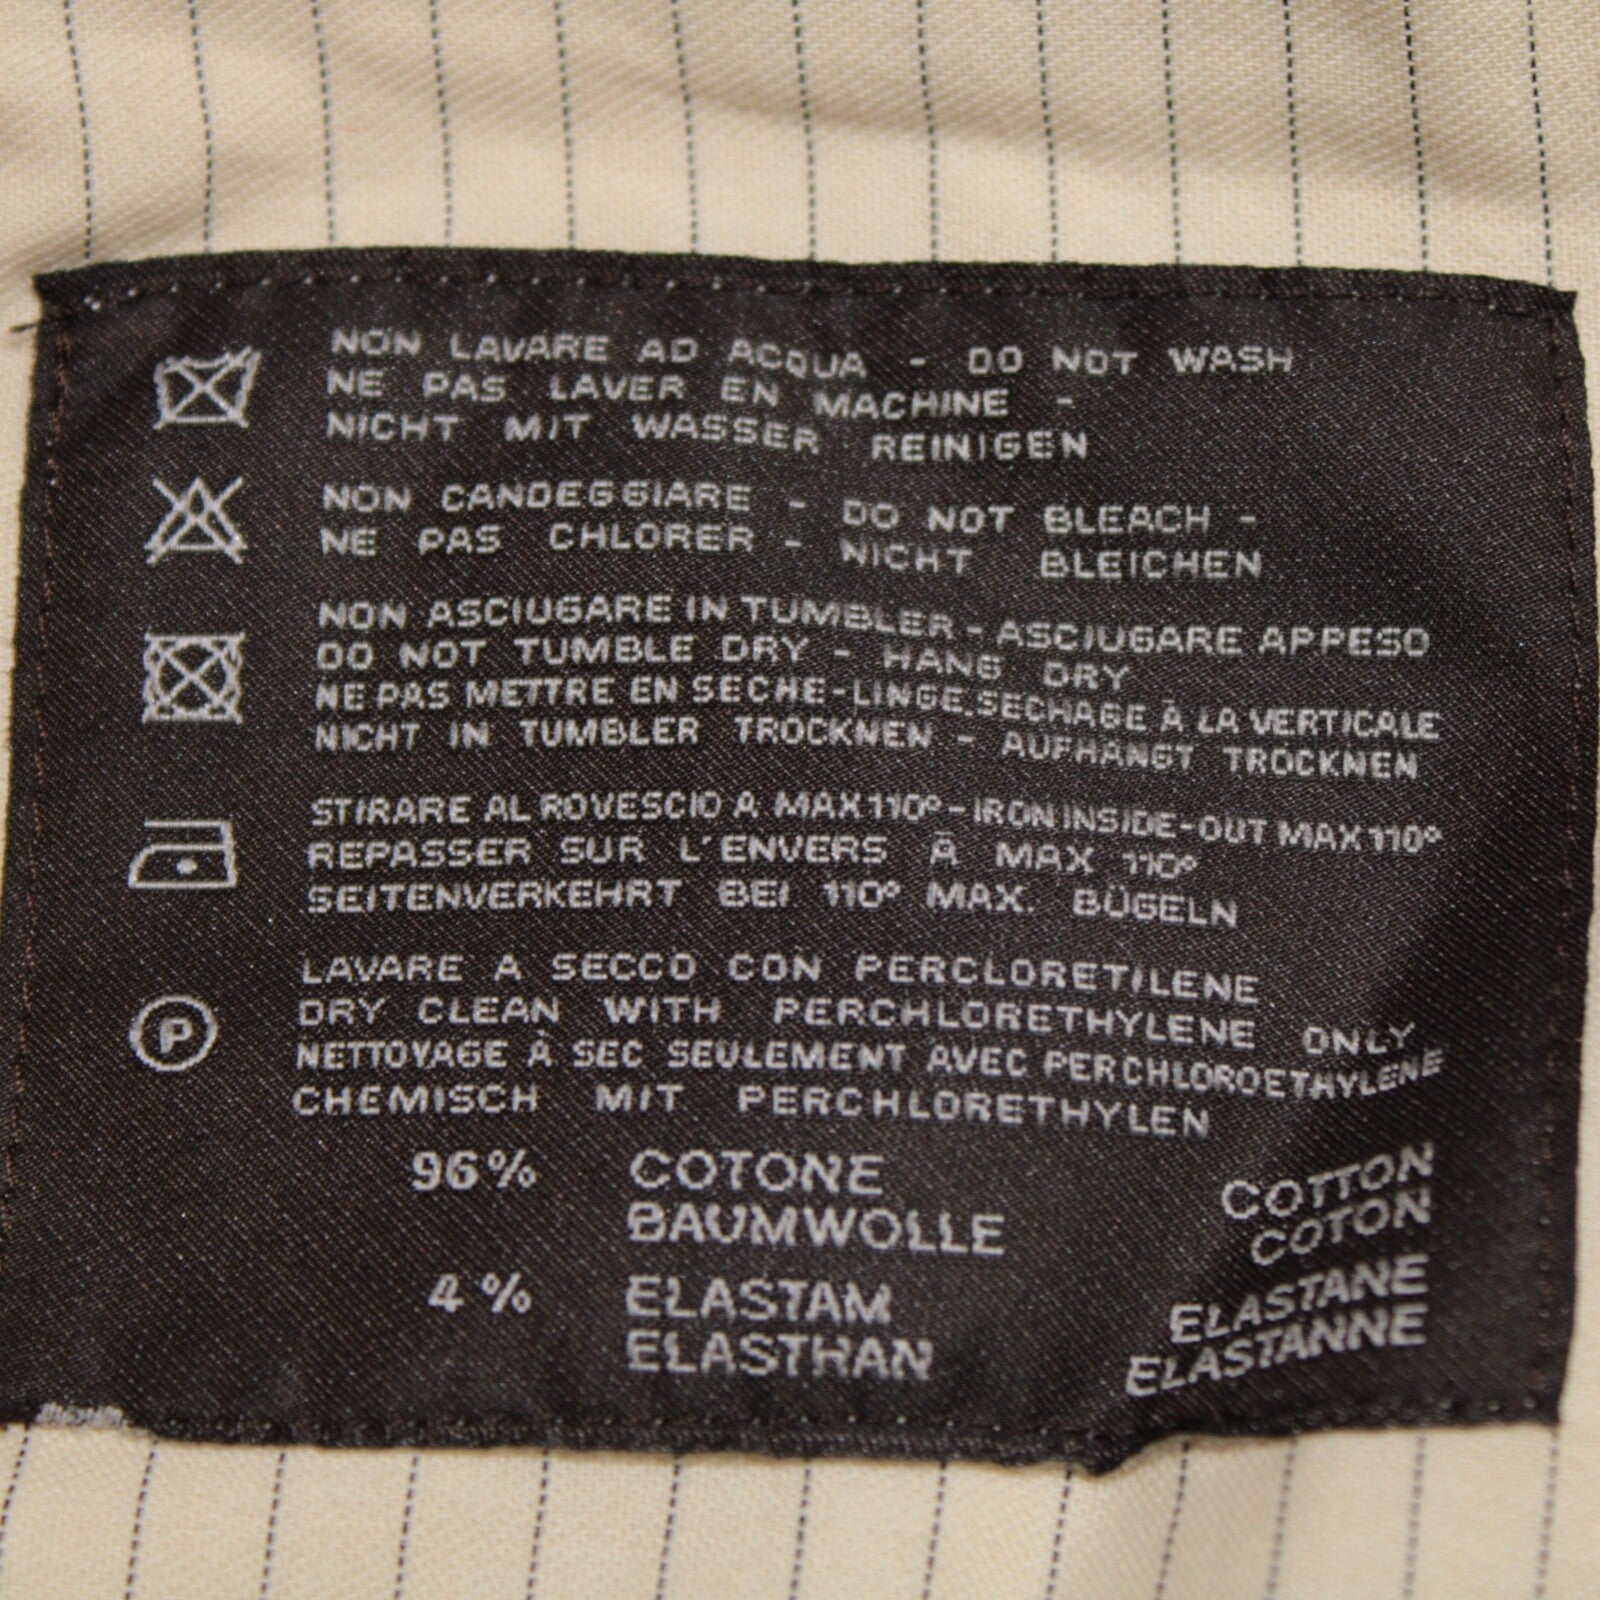 NON LAVARE AD ACQUA - DO NOT WASH
NE PAS LAVER EN MACHINE -
NICHT MIT WASSER REINIGEN
NON CANDEGGIARE - DO NOT BLEACH -
NE PAS CHLORER - NICHT BLEICHEN
NON ASCIUGARE IN TUMBLER - ASCIUGARE APPESO
DO NOT TUMBLE DRY - HANG DRY
NE PAS METTRE EN SECHE-LINGE.SECHAGE À LA VERTICALE
NICHT IN TUMBLER TROCKNEN - AUFHANGT TROCKNEN
STIRARE AL ROVESCIO A MAX 110° - IRON INSIDE-OUT MAX 110°
REPASSER SUR L'ENVERS À MAX 110°
SEITENVERKEHRT BEI 110° MAX. BÜGELN
P
LAVARE A SECCO CON PERCLORETILENE
DRY CLEAN WITH PERCHLORETHYLENE ONLY
NETTOYAGE À SEC SEULEMENT AVEC PERCHLOROETHYLENE
CHEMISCH MIT PERCHLORETHYLEN
96% COTONE COTTON
BAUMWOLLE COTON
4% ELASTAM ELASTANE
ELASTHAN ELASTANNE